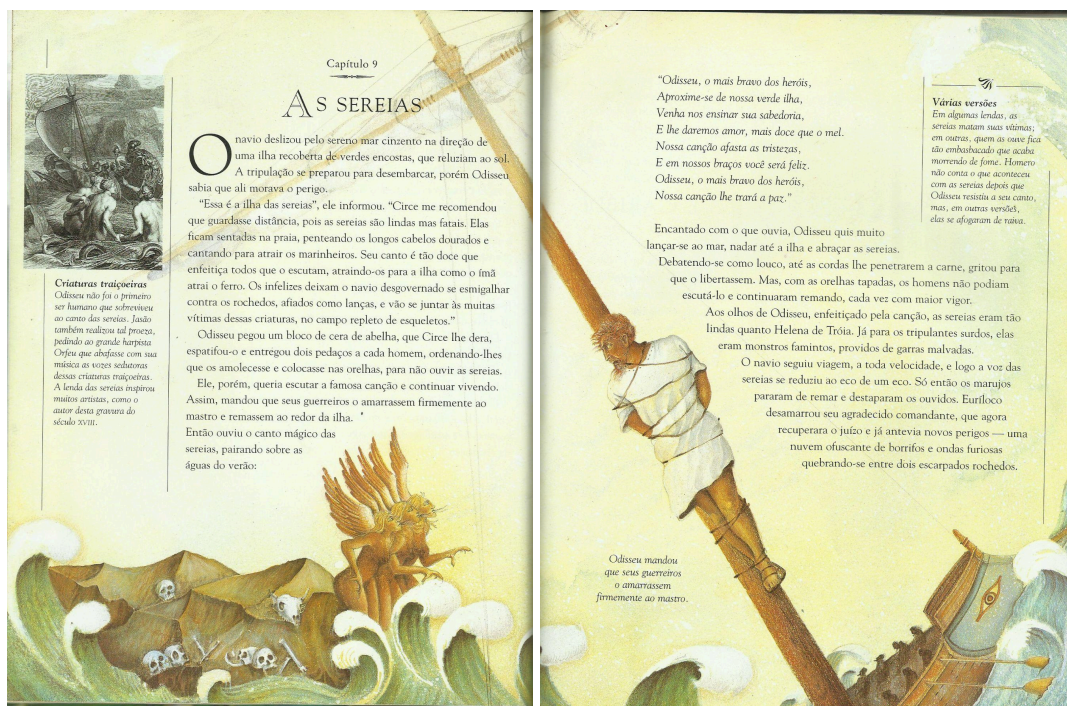 Capítulo 9
AS SEREIAS
O navio deslizou pelo sereno mar cinzento na direção de
uma ilha recoberta de verdes encostas, que reluziam ao sol.
A tripulação se preparou para desembarcar, porém Odisseu
sabia que ali morava o perigo.
“Essa é a ilha das sereias”, ele informou. “Circe me recomendou
que guardasse distância, pois as sereias são lindas mas fatais. Elas
ficam sentadas na praia, penteando os longos cabelos dourados e
cantando para atrair os marinheiros. Seu canto é tão doce que
enfeitiça todos que o escutam, atraindo-os para a ilha como o ímã
atrai o ferro. Os infelizes deixam o navio desgovernado se esmigalhar
contra os rochedos, afiados como lanças, e vão se juntar às muitas
vítimas dessas criaturas, no campo repleto de esqueletos.”
Odisseu pegou um bloco de cera de abelha, que Circe lhe dera,
espatifou-o e entregou dois pedaços a cada homem, ordenando-lhes
que os amolecesse e colocasse nas orelhas, para não ouvir as sereias.
Ele, porém, queria escutar a famosa canção e continuar vivendo.
Assim, mandou que seus guerreiros o amarrassem firmemente ao
mastro e remassem ao redor da ilha.
Então ouviu o canto mágico das
sereias, pairando sobre as
águas do verão:
Criaturas traiçoeiras
Odisseu não foi o primeiro
ser humano que sobreviveu
ao canto das sereias. Jasão
também realizou tal proeza,
pedindo ao grande harpista
Orfeu que abafasse com sua
música as vozes sedutoras
dessas criaturas traiçoeiras.
A lenda das sereias inspirou
muitos artistas, como o
autor desta gravura do
século XVIII.
“Odisseu, o mais bravo dos heróis,
Aproxime-se de nossa verde ilha,
Venha nos ensinar sua sabedoria,
E lhe daremos amor, mais doce que o mel.
Nossa canção afasta as tristezas,
E em nossos braços você será feliz.
Odisseu, o mais bravo dos heróis,
Nossa canção lhe trará a paz.”
Encantado com o que ouvia, Odisseu quis muito
lançar-se ao mar, nadar até a ilha e abraçar as sereias.
Debatendo-se como louco, até as cordas lhe penetrarem a carne, gritou para
que o libertassem. Mas, com as orelhas tapadas, os homens não podiam
escutá-lo e continuaram remando, cada vez com maior vigor.
Aos olhos de Odisseu, enfeitiçado pela canção, as sereias eram tão
lindas quanto Helena de Tróia. Já para os tripulantes surdos, elas
eram monstros famintos, providos de garras malvadas.
O navio seguiu viagem, a toda velocidade, e logo a voz das
sereias se reduziu ao eco de um eco. Só então os marujos
pararam de remar e destaparam os ouvidos. Euríloco
desamarrou seu agradecido comandante, que agora
recuperara o juízo e já antevia novos perigos — uma
nuvem ofuscante de borrifos e ondas furiosas
quebrando-se entre dois escarpados rochedos.
Várias versões
Em algumas lendas, as
sereias matam suas vítimas;
em outras, quem as ouve fica
tão embasbacado que acaba
morrendo de fome. Homero
não conta o que aconteceu
com as sereias depois que
Odisseu resistiu a seu canto,
mas, em outras versões,
elas se afogaram de raiva.
Odisseu mandou
que seus guerreiros
o amarrassem
firmemente ao mastro.